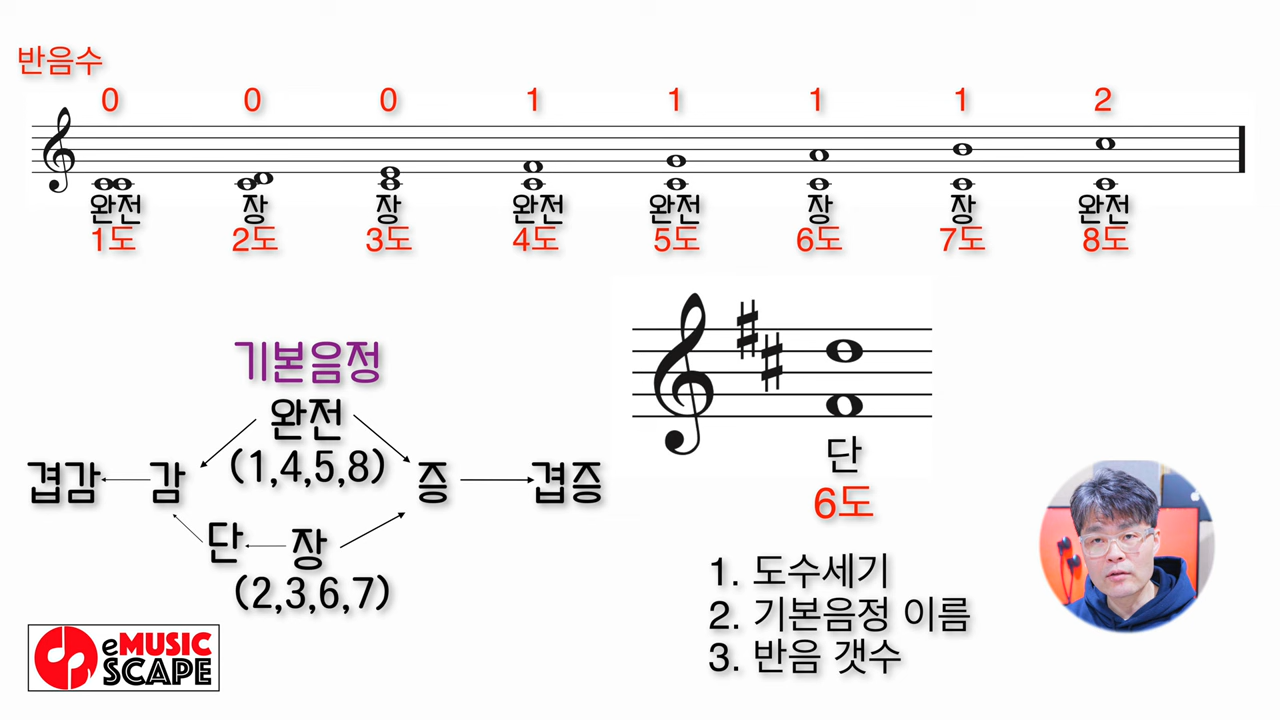 반음수
0 0 0 1 1 1 1 2
완전 장 장 완전 완전 장 장 완전
1도 2도 3도 4도 5도 6도 7도 8도
기본음정
완전
(1,4,5,8)
겹감 감 증 겹증
단 장
(2,3,6,7)
단
6도
1. 도수세기
2. 기본음정 이름
3. 반음 갯수
eMUSIC
SCAPE